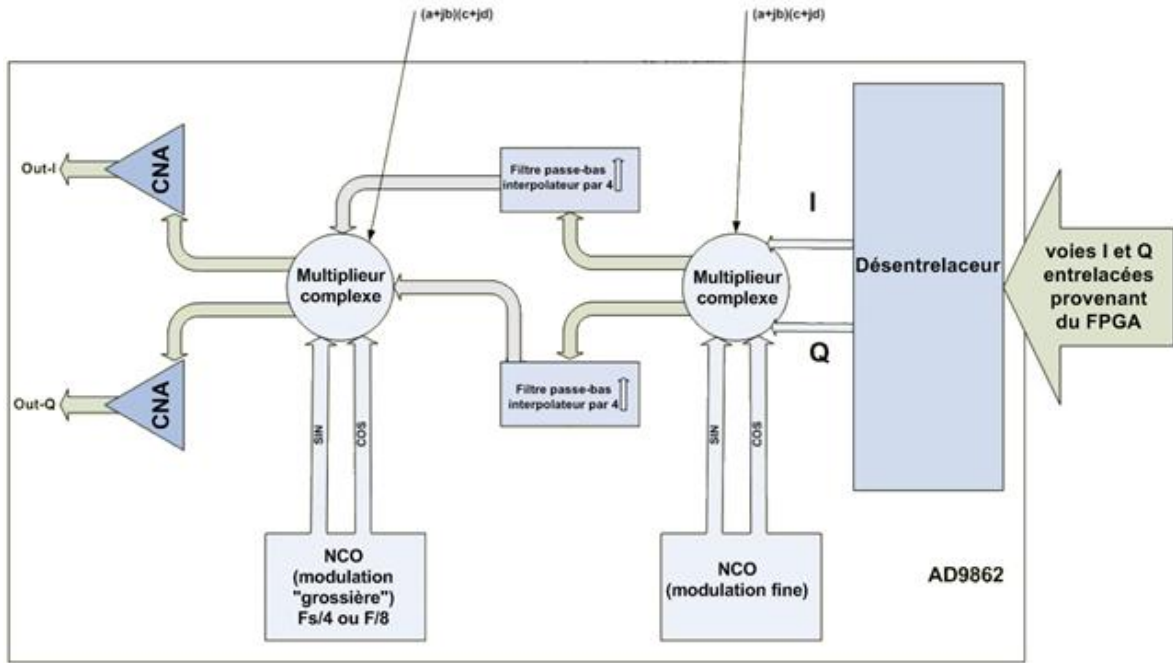 (a+jb)(c+jd)
(a+jb)(c+jd)
Out-I
CNA
Filtre passe-bas
interpolateur par 4
I
Multiplieur
complexe
Multiplieur
complexe
Désentrelaceur
voies I et Q
entrelacées
provenant
du FPGA
Q
Out-Q
CNA
Filtre passe-bas
interpolateur par 4
SIN
COS
SIN
COS
NCO
(modulation
"grossière")
Fs/4 ou F/8
NCO
(modulation fine)
AD9862